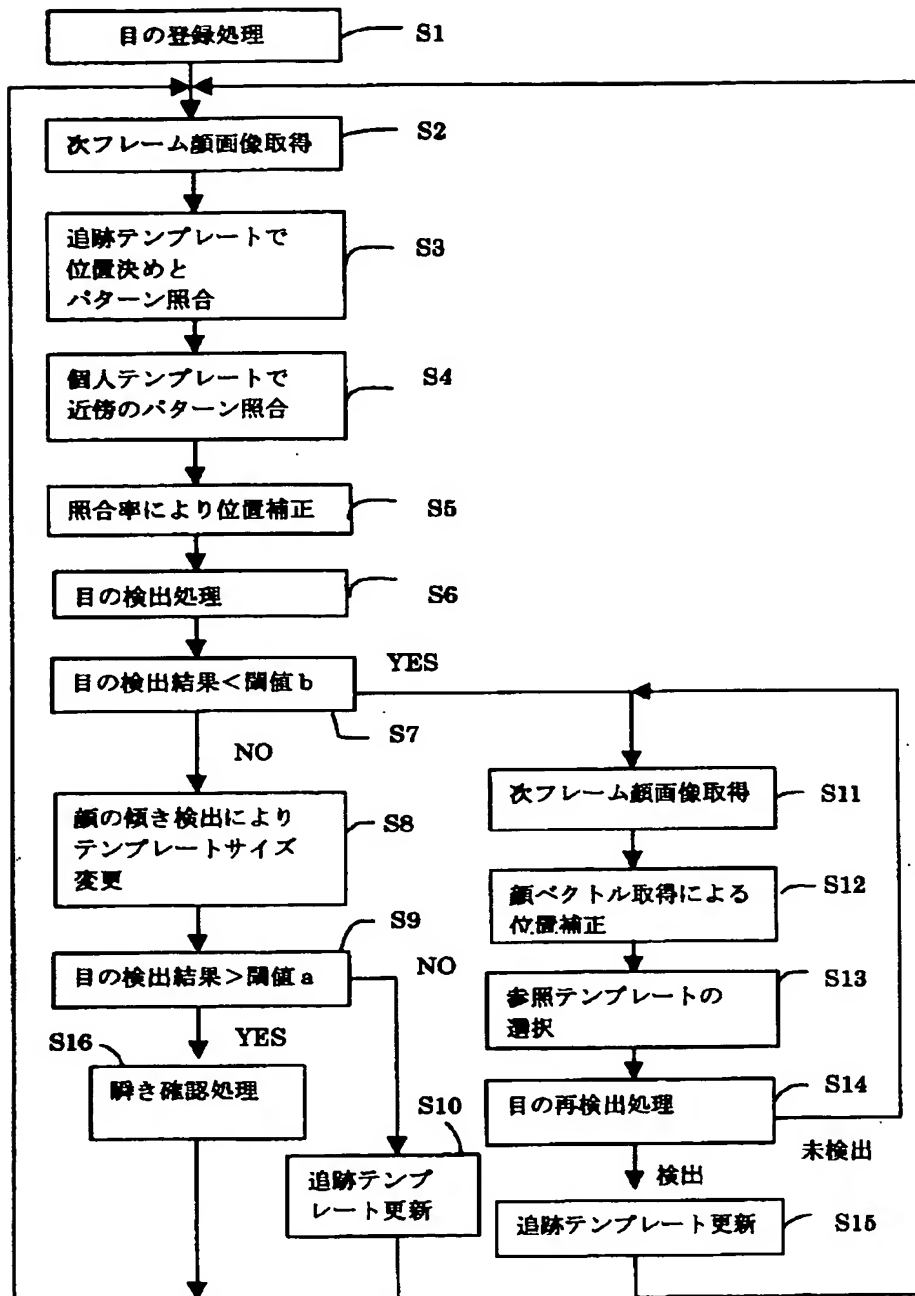 目の登録処理
S1
次フレーム顔画像取得
S2
追跡テンプレートで
位置決めと
パターン照合
S3
個人テンプレートで
近傍のパターン照合
S4
照合率により位置補正
S5
目の検出処理
S6
目の検出結果<閾値b
YES
S7
NO
顔の傾き検出により
テンプレートサイズ
変更
S8
S9
目の検出結果>閾値a
NO
YES
S16
瞬き確認処理
S10
追跡テンプ
レート更新
次フレーム顔画像取得
S11
顔ベクトル取得による
位置補正
S12
参照テンプレートの
選択
S13
目の再検出処理
S14
未検出
検出
追跡テンプレート更新
S15